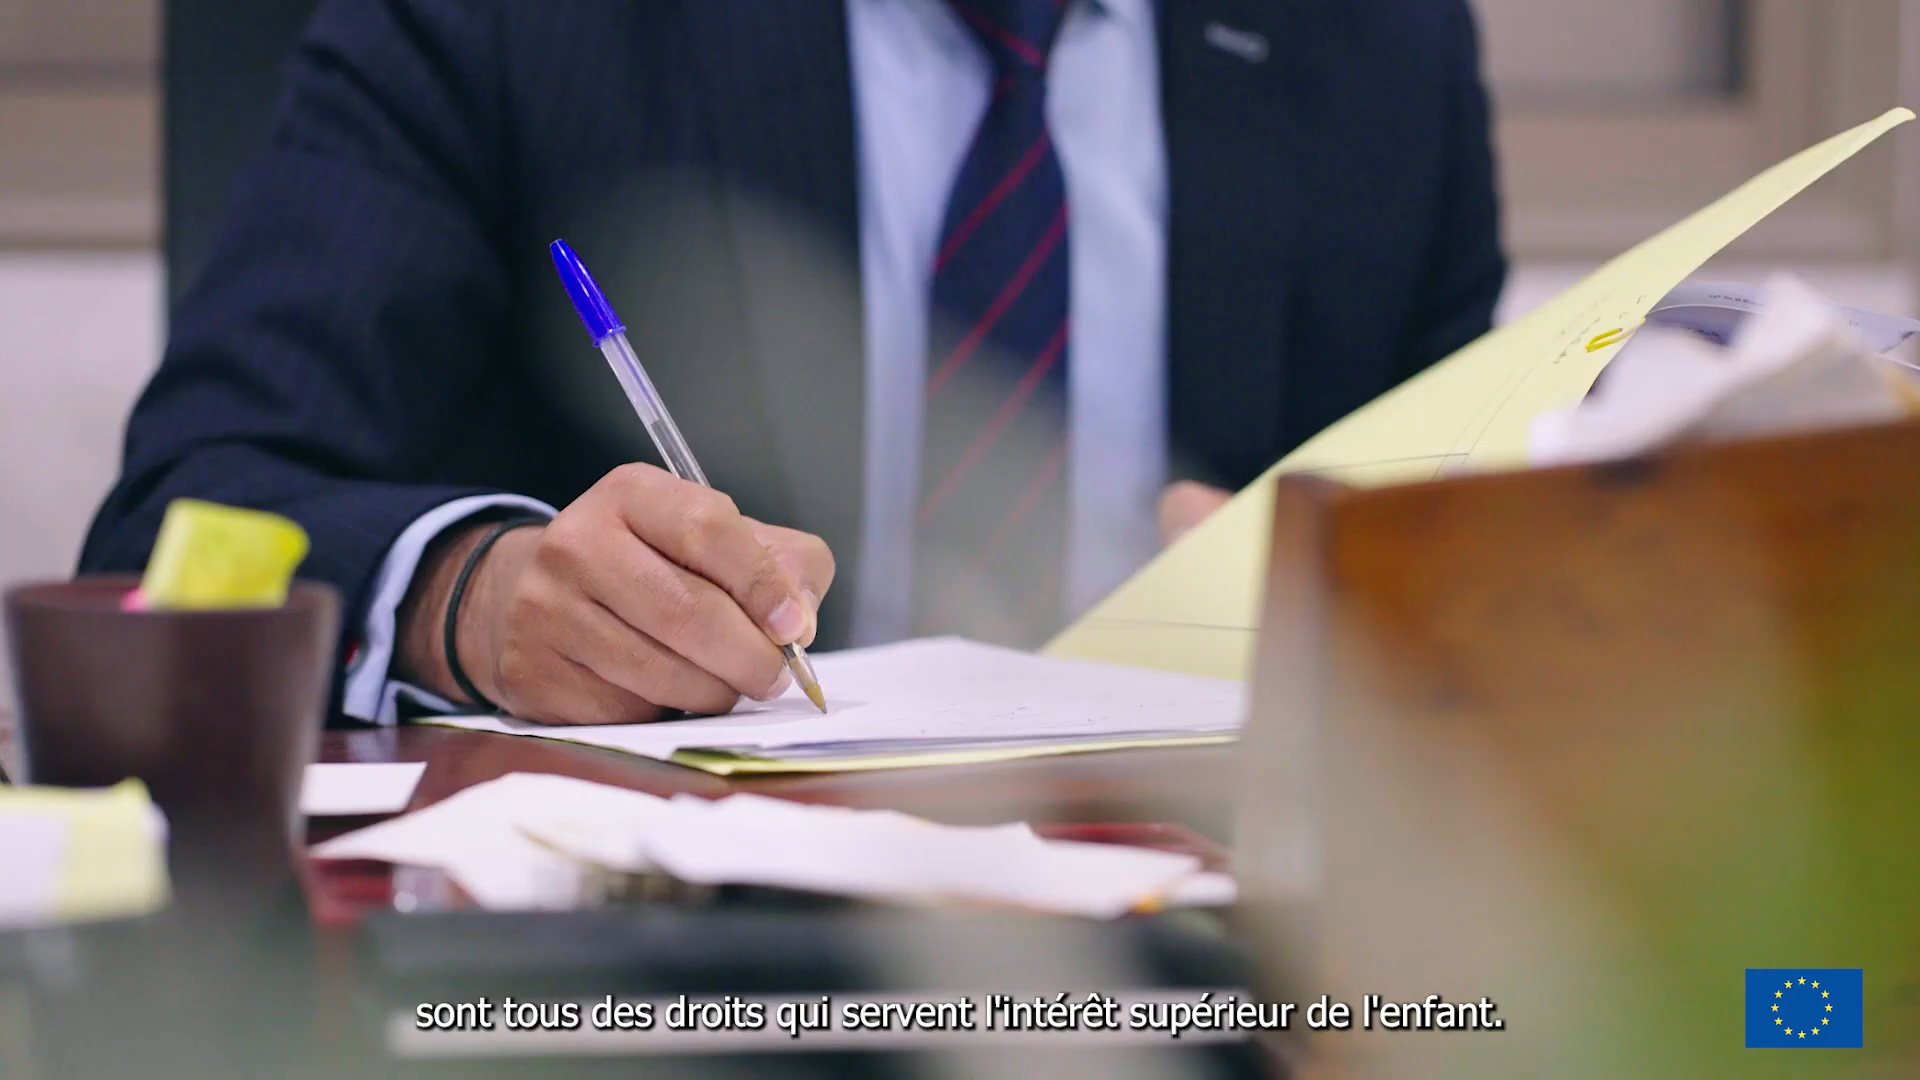 sont tous des droits qui servent l'intérêt supérieur de l'enfant.